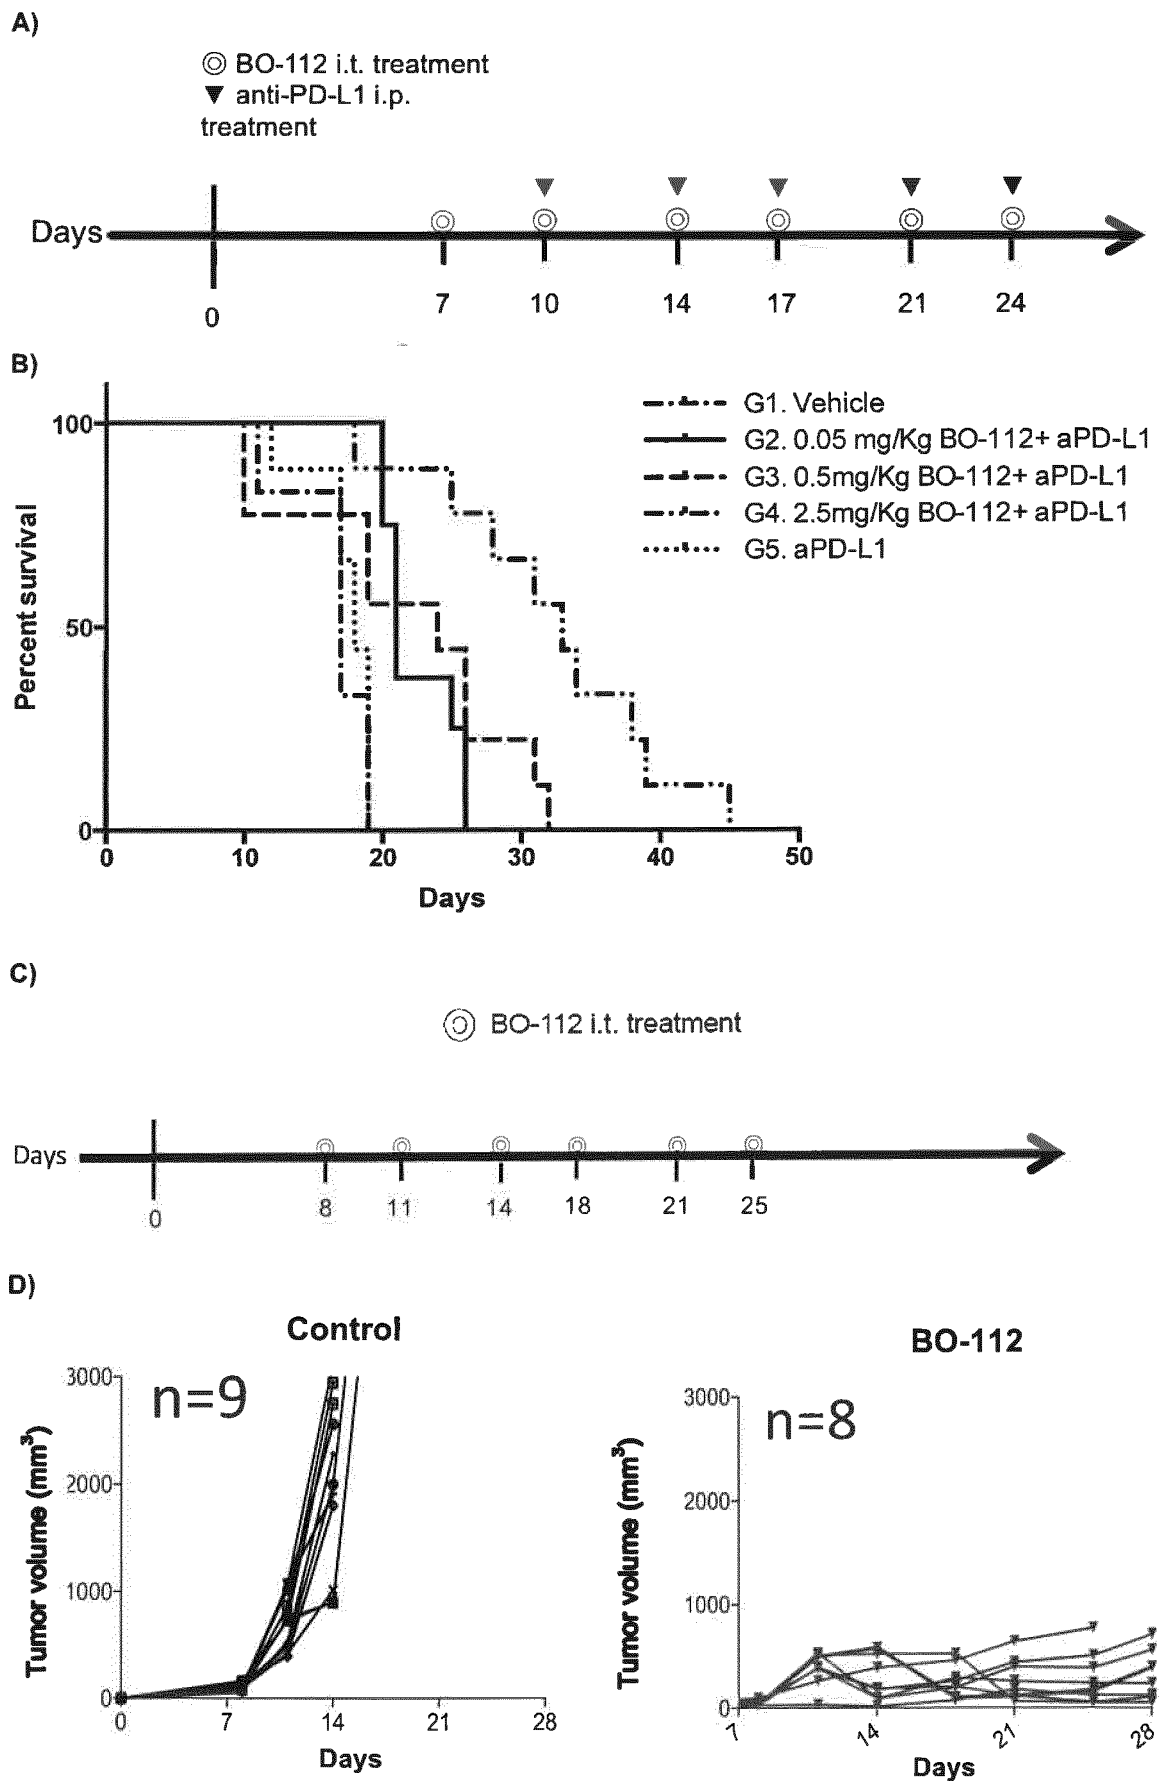 A)
BO-112 i.t. treatment
anti-PD-L1 i.p.
treatment
Days
0
7
10
14
17
21
24
B)
Percent survival
100
50
0
0
10
20
30
40
50
Days
G1. Vehicle
G2. 0.05 mg/Kg BO-112+ aPD-L1
G3. 0.5mg/Kg BO-112+ aPD-L1
G4. 2.5mg/Kg BO-112+ aPD-L1
G5. aPD-L1
C)
BO-112 i.t. treatment
Days
0
8
11
14
18
21
25
D)
Control
n=9
Tumor volume (mm³)
3000
2000
1000
0
0
7
14
21
28
Days
BO-112
n=8
Tumor volume (mm³)
3000
2000
1000
0
7
14
21
28
Days